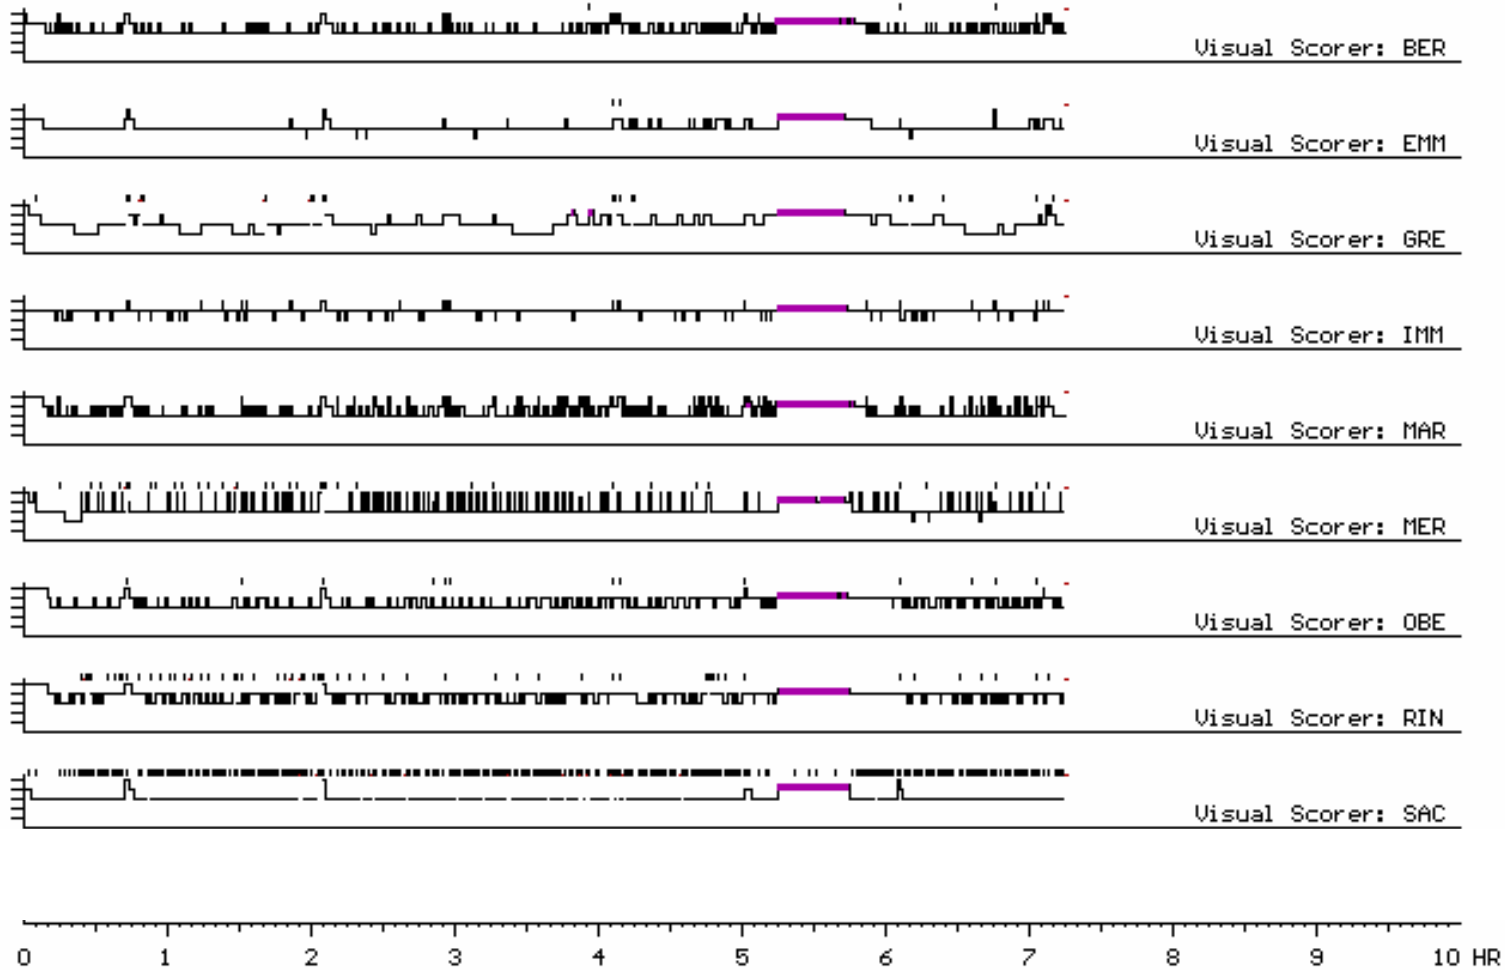 Visual Scorer: BER
Visual Scorer: EMM
Visual Scorer: GRE
Visual Scorer: IMM
Visual Scorer: MAR
Visual Scorer: MER
Visual Scorer: OBE
Visual Scorer: RIN
Visual Scorer: SAC
0 1 2 3 4 5 6 7 8 9 10 HR